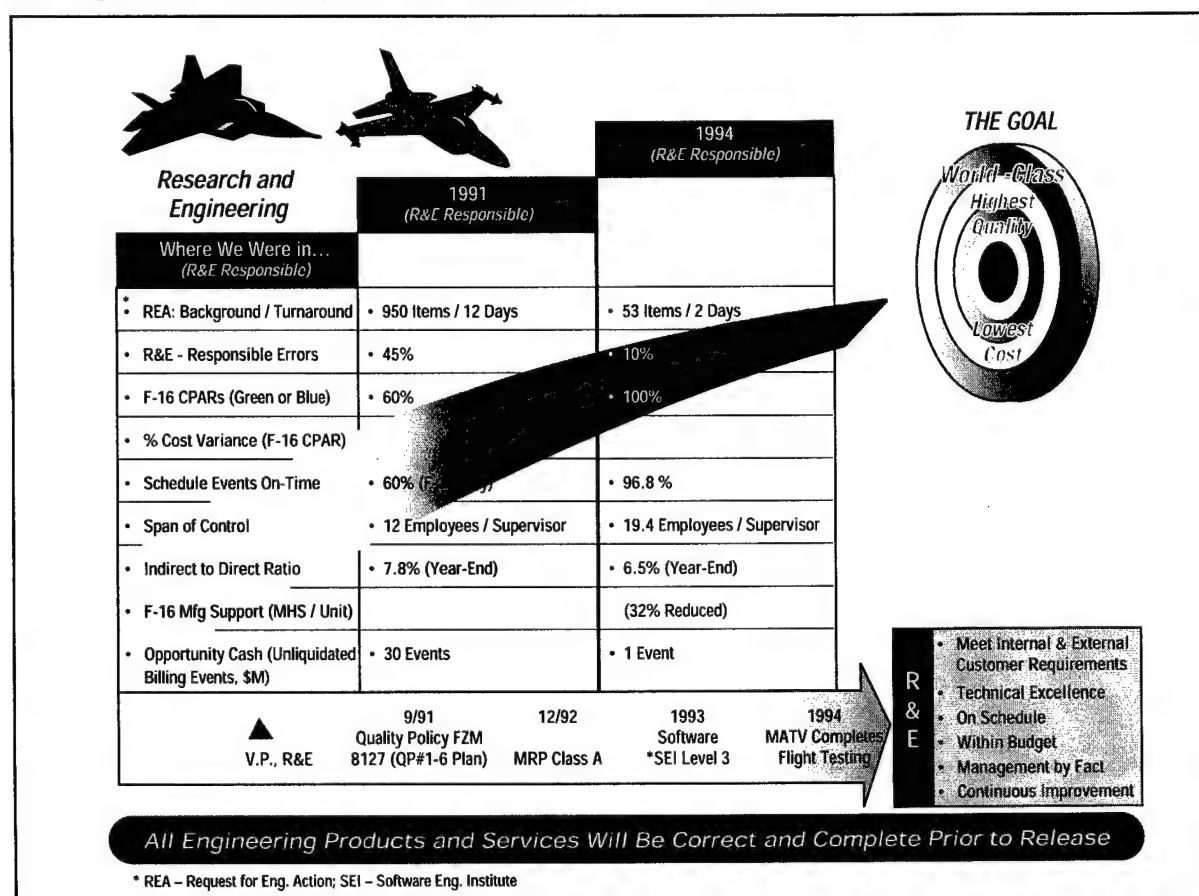 THE GOAL
World-Class
Highest
Quality
Lowest
Cost
Research and
Engineering
1991
(R&E Responsible)
1994
(R&E Responsible)
Where We Were in...
(R&E Responsible)
* • REA: Background / Turnaround • 950 Items / 12 Days • 53 Items / 2 Days
• R&E - Responsible Errors • 45% • 10%
• F-16 CPARs (Green or Blue) • 60% • 100%
• % Cost Variance (F-16 CPAR)
• Schedule Events On-Time • 60% • 96.8 %
• Span of Control • 12 Employees / Supervisor • 19.4 Employees / Supervisor
• Indirect to Direct Ratio • 7.8% (Year-End) • 6.5% (Year-End)
• F-16 Mfg Support (MHS / Unit) (32% Reduced)
• Opportunity Cash (Unliquidated • 30 Events • 1 Event
Billing Events, $M)
V.P., R&E
9/91
Quality Policy FZM
8127 (QP#1-6 Plan)
12/92
MRP Class A
1993
Software
*SEI Level 3
1994
MATV Completes
Flight Testing
R
&
E
• Meet Internal & External
Customer Requirements
• Technical Excellence
• On Schedule
• Within Budget
• Management by Fact
• Continuous Improvement
All Engineering Products and Services Will Be Correct and Complete Prior to Release
* REA – Request for Eng. Action; SEI – Software Eng. Institute